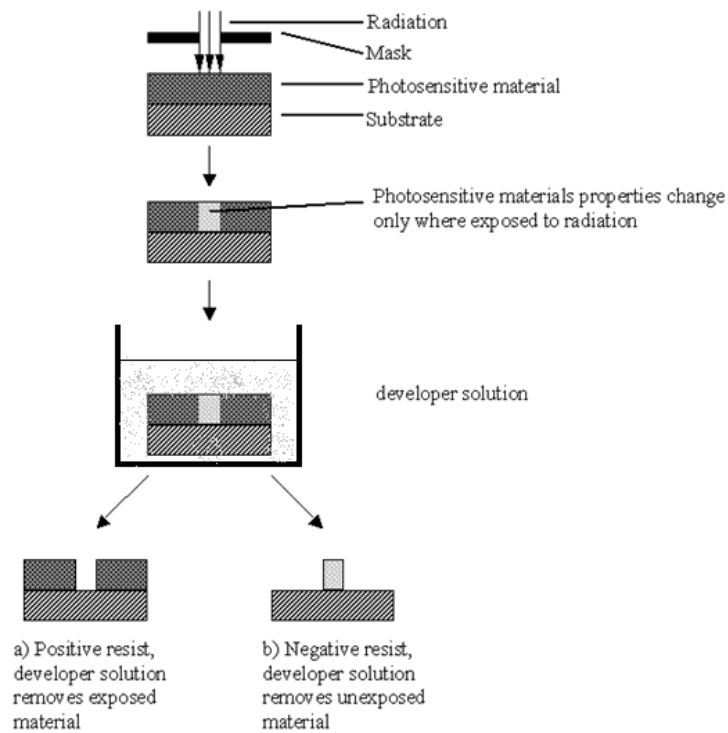 Radiation
Mask
Photosensitive material
Substrate
Photosensitive materials properties change
only where exposed to radiation
developer solution
a) Positive resist,
developer solution
removes exposed
material
b) Negative resist,
developer solution
removes unexposed
material